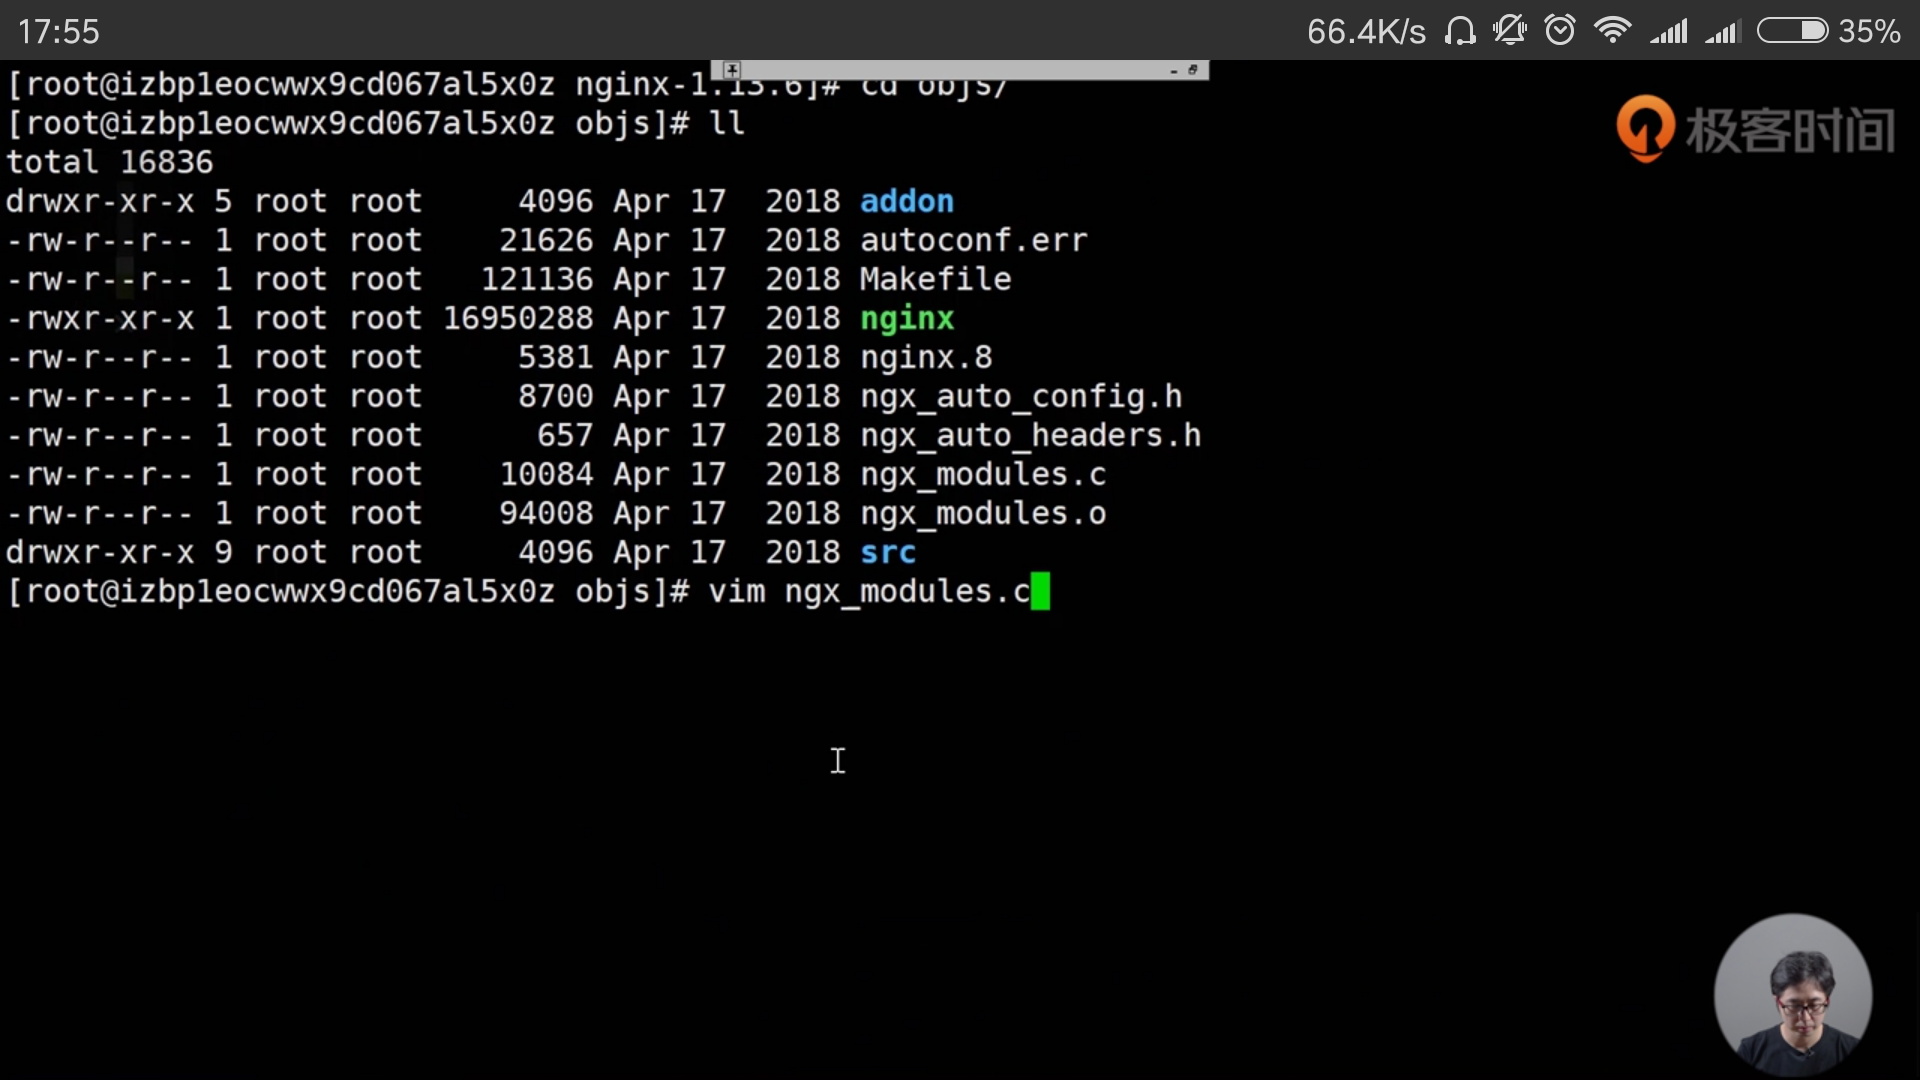 17:55 66.4K/s 35%
[root@izbp1eocwwx9cd067al5x0z nginx-1.13.6]# cd objs/
[root@izbp1eocwwx9cd067al5x0z objs]# ll
极客时间
total 16836
drwxr-xr-x 5 root root     4096 Apr 17  2018 addon
-rw-r--r-- 1 root root    21626 Apr 17  2018 autoconf.err
-rw-r--r-- 1 root root   121136 Apr 17  2018 Makefile
-rwxr-xr-x 1 root root 16950288 Apr 17  2018 nginx
-rw-r--r-- 1 root root     5381 Apr 17  2018 nginx.8
-rw-r--r-- 1 root root     8700 Apr 17  2018 ngx_auto_config.h
-rw-r--r-- 1 root root      657 Apr 17  2018 ngx_auto_headers.h
-rw-r--r-- 1 root root    10084 Apr 17  2018 ngx_modules.c
-rw-r--r-- 1 root root    94008 Apr 17  2018 ngx_modules.o
drwxr-xr-x 9 root root     4096 Apr 17  2018 src
[root@izbp1eocwwx9cd067al5x0z objs]# vim ngx_modules.c